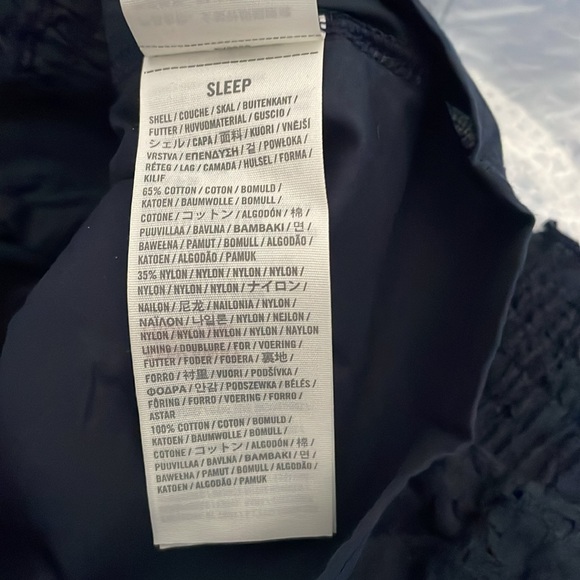 SLEEP
SHELL / COUCHE / SKAL / BUITENKANT /
FUTTER / HUVUDMATERIAL / GUSCIO /
シェル / CAPA / 面料 / KUORI / VNĚJŠÍ
VRSTVA / ΕΠΕΝΔΥΣΗ / 겉 / POWŁOKA /
RÉTEG / LAG / CAMADA / HULSEL / FORMA /
KILIF
65% COTTON / COTON / BOMULD /
KATOEN / BAUMWOLLE / BOMULL /
COTONE / コットン / ALGODÓN / 棉 /
PUUVILLAA / BAVLNA / ΒΑΜΒΑΚΙ / 면 /
BAWEŁNA / PAMUT / BOMULL / ALGODÃO /
KATOEN / ALGODÃO / PAMUK
35% NYLON / NYLON / NYLON / NYLON /
NYLON / NYLON / NYLON / ナイロン /
NAILON / 尼龙 / NAILONIA / NYLON /
ΝΑΪΛΟΝ / 나일론 / NYLON / NEJLON /
NYLON / NYLON / NYLON / NYLON / NAYLON
LINING / DOUBLURE / FOR / VOERING /
FUTTER / FODER / FODERA / 裏地 /
FORRO / 衬里 / VUORI / PODŠÍVKA /
ΦΟΔΡΑ / 안감 / PODSZEWKA / BÉLÉS /
FÔRING / FORRO / VOERING / FORRO /
ASTAR
100% COTTON / COTON / BOMULD /
KATOEN / BAUMWOLLE / BOMULL /
COTONE / コットン / ALGODÓN / 棉 /
PUUVILLAA / BAVLNA / ΒΑΜΒΑΚΙ / 면 /
BAWEŁNA / PAMUT / BOMULL / ALGODÃO /
KATOEN / ALGODÃO / PAMUK